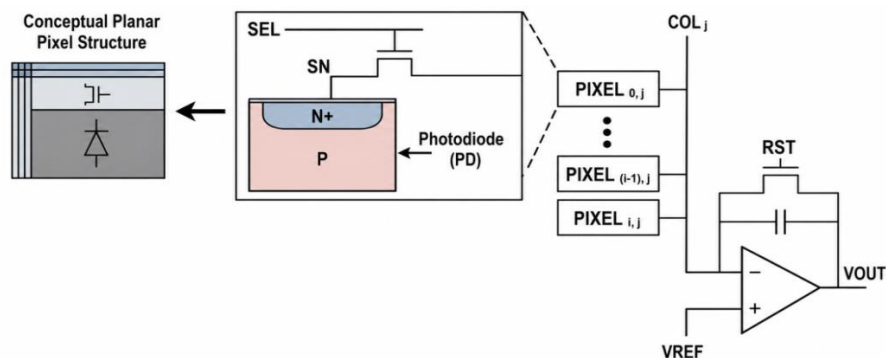 Conceptual Planar
Pixel Structure
SEL
SN
N+
P
Photodiode
(PD)
COL j
PIXEL 0, j
PIXEL (i-1), j
PIXEL i, j
RST
−
+
VOUT
VREF